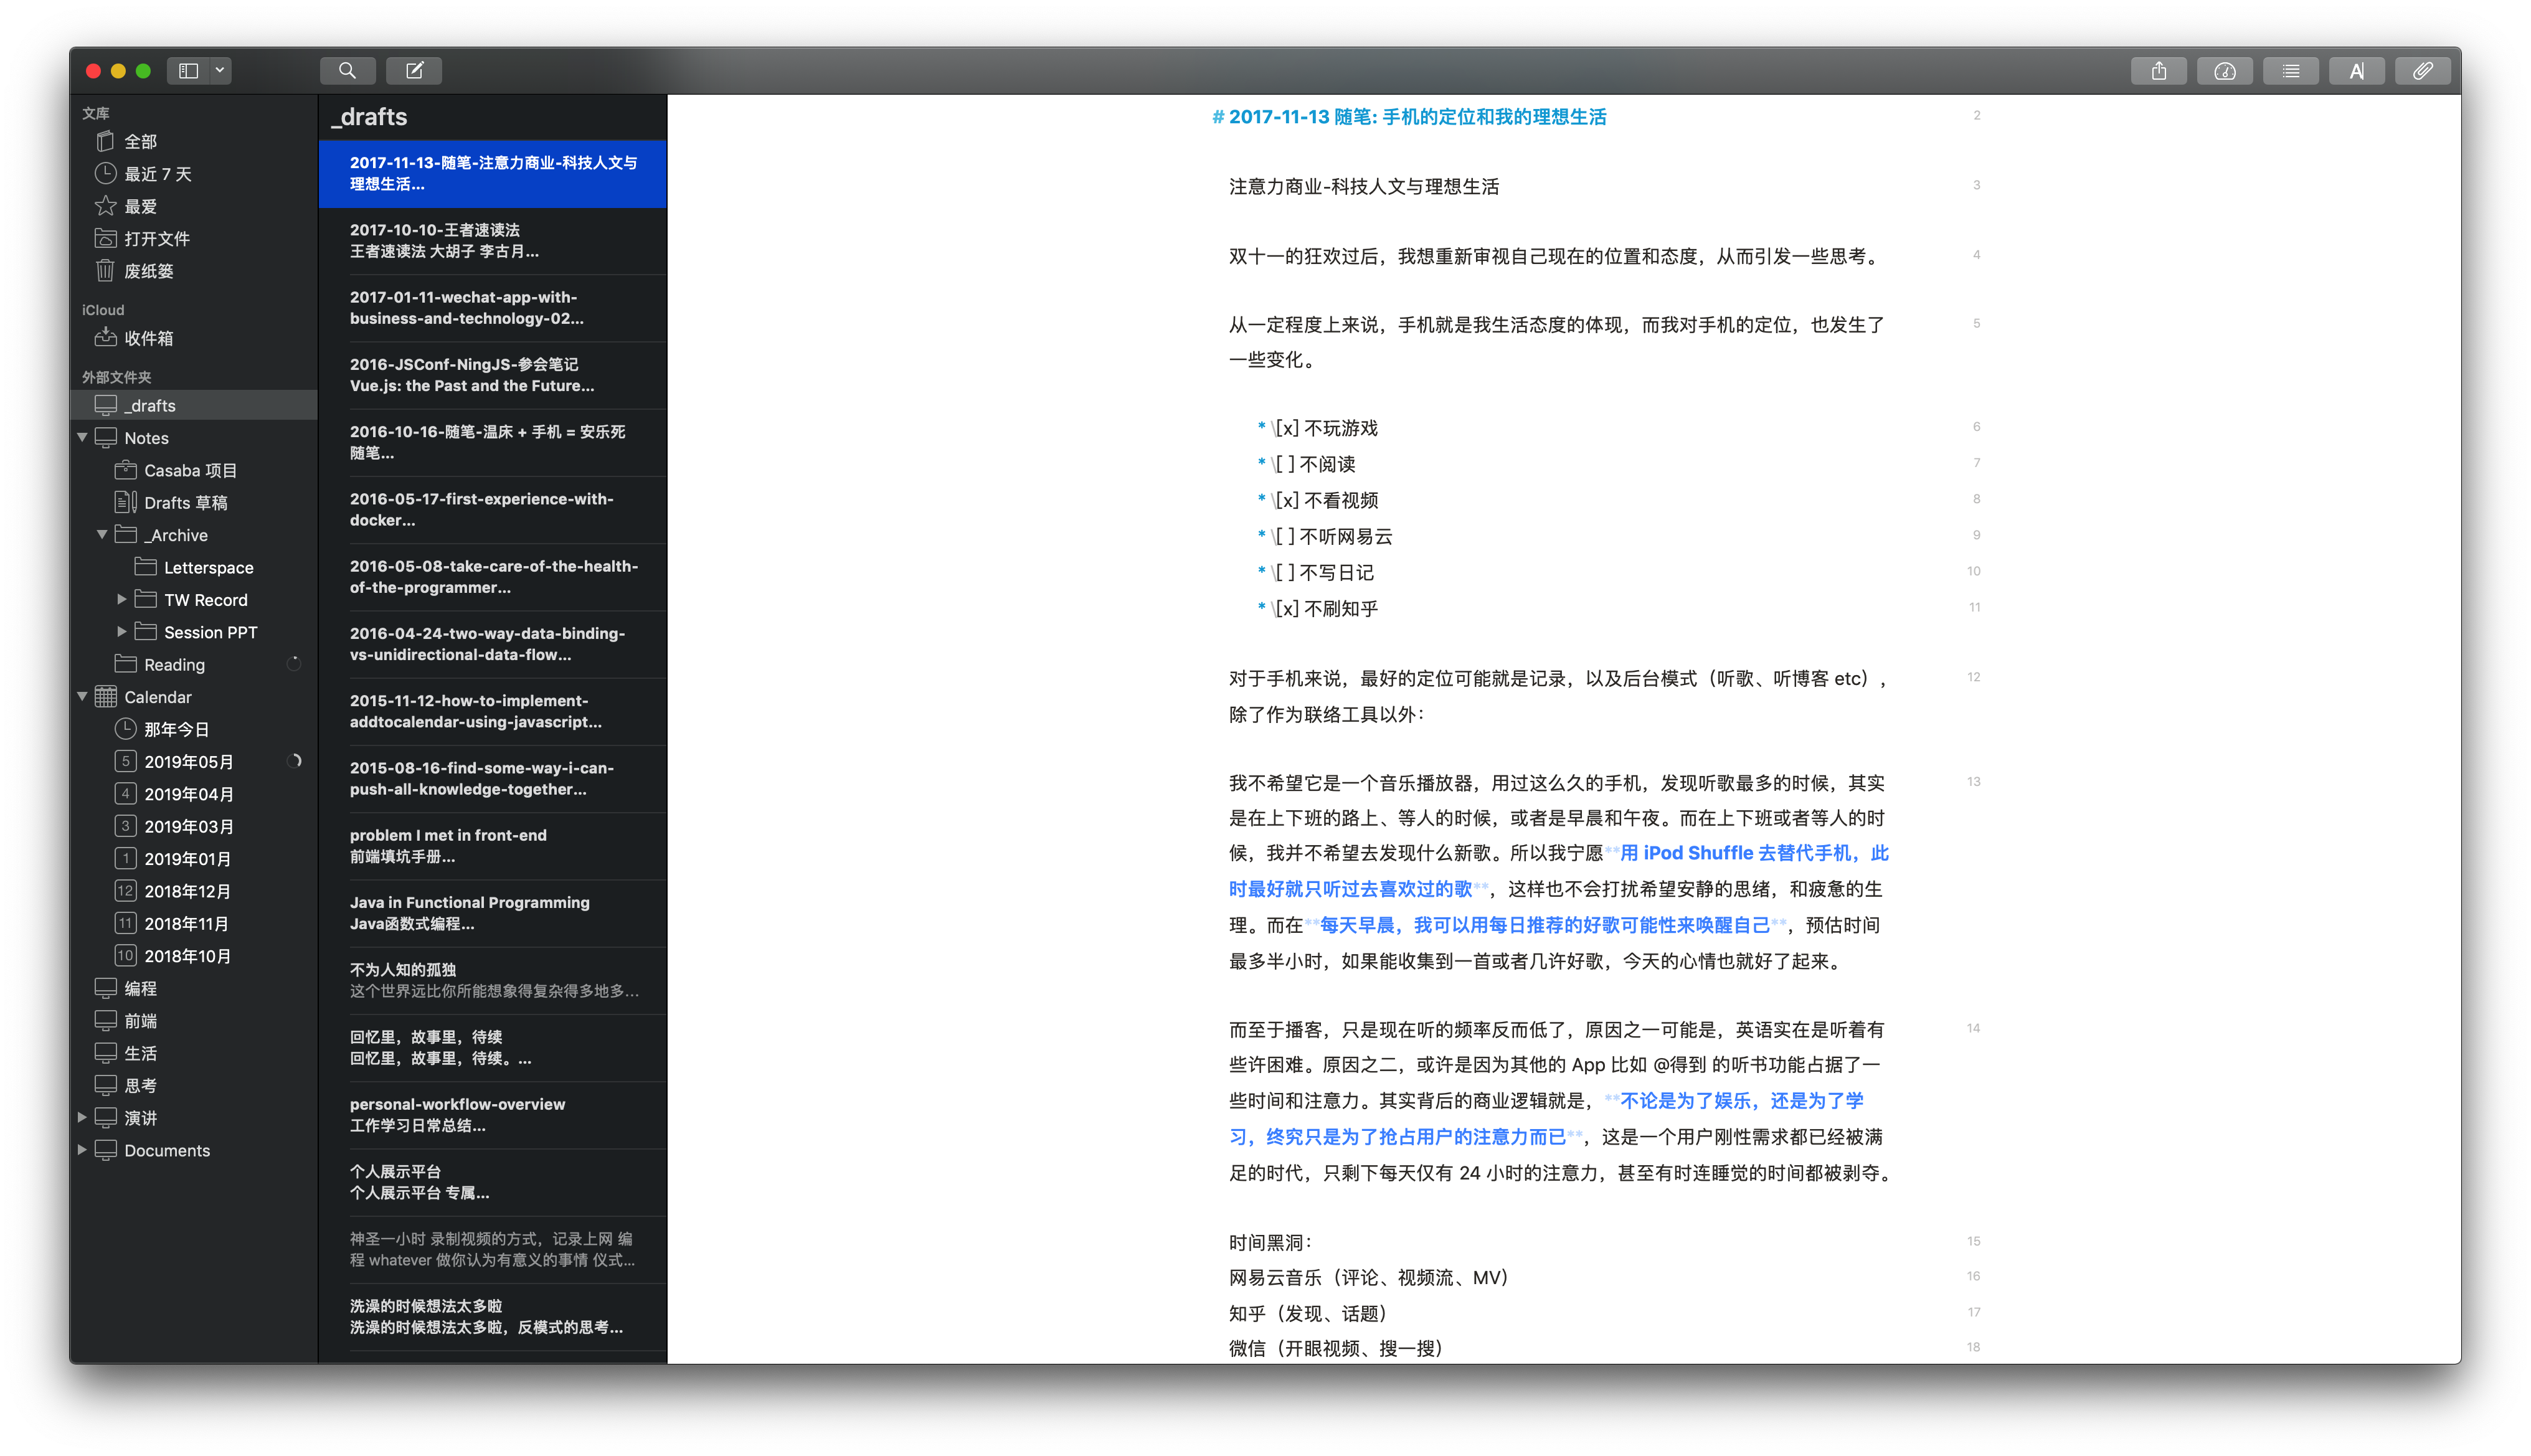 文库
全部
最近 7 天
最爱
打开文件
废纸篓
iCloud
收件箱
外部文件夹
_drafts
Notes
Casaba 项目
Drafts 草稿
_Archive
Letterspace
TW Record
Session PPT
Reading
Calendar
那年今日
5 2019年05月
4 2019年04月
3 2019年03月
1 2019年01月
12 2018年12月
11 2018年11月
10 2018年10月
编程
前端
生活
思考
演讲
Documents
_drafts
2017-11-13-随笔-注意力商业-科技人文与
理想生活...
2017-10-10-王者速读法
王者速读法 大胡子 李古月...
2017-01-11-wechat-app-with-
business-and-technology-02...
2016-JSConf-NingJS-参会笔记
Vue.js: the Past and the Future...
2016-10-16-随笔-温床 + 手机 = 安乐死
随笔...
2016-05-17-first-experience-with-
docker...
2016-05-08-take-care-of-the-health-
of-the-programmer...
2016-04-24-two-way-data-binding-
vs-unidirectional-data-flow...
2015-11-12-how-to-implement-
addtocalendar-using-javascript...
2015-08-16-find-some-way-i-can-
push-all-knowledge-together...
problem I met in front-end
前端填坑手册...
Java in Functional Programming
Java函数式编程...
不为人知的孤独
这个世界远比你所能想象得复杂得多地多...
回忆里，故事里，待续
回忆里，故事里，待续。...
personal-workflow-overview
工作学习日常总结...
个人展示平台
个人展示平台 专属...
神圣一小时 录制视频的方式，记录上网 编
程 whatever 做你认为有意义的事情 仪式...
洗澡的时候想法太多啦
洗澡的时候想法太多啦，反模式的思考...
# 2017-11-13 随笔: 手机的定位和我的理想生活 2
注意力商业-科技人文与理想生活 3
双十一的狂欢过后，我想重新审视自己现在的位置和态度，从而引发一些思考。 4
从一定程度上来说，手机就是我生活态度的体现，而我对手机的定位，也发生了 5
一些变化。
* \[x] 不玩游戏 6
* \[ ] 不阅读 7
* \[x] 不看视频 8
* \[ ] 不听网易云 9
* \[ ] 不写日记 10
* \[x] 不刷知乎 11
对于手机来说，最好的定位可能就是记录，以及后台模式（听歌、听博客 etc）， 12
除了作为联络工具以外：
我不希望它是一个音乐播放器，用过这么久的手机，发现听歌最多的时候，其实 13
是在上下班的路上、等人的时候，或者是早晨和午夜。而在上下班或者等人的时
候，我并不希望去发现什么新歌。所以我宁愿**用 iPod Shuffle 去替代手机，此
时最好就只听过去喜欢过的歌**，这样也不会打扰希望安静的思绪，和疲惫的生
理。而在**每天早晨，我可以用每日推荐的好歌可能性来唤醒自己**，预估时间
最多半小时，如果能收集到一首或者几许好歌，今天的心情也就好了起来。
而至于播客，只是现在听的频率反而低了，原因之一可能是，英语实在是听着有 14
些许困难。原因之二，或许是因为其他的 App 比如 @得到 的听书功能占据了一
些时间和注意力。其实背后的商业逻辑就是，**不论是为了娱乐，还是为了学
习，终究只是为了抢占用户的注意力而已**，这是一个用户刚性需求都已经被满
足的时代，只剩下每天仅有 24 小时的注意力，甚至有时连睡觉的时间都被剥夺。
时间黑洞： 15
网易云音乐（评论、视频流、MV） 16
知乎（发现、话题） 17
微信（开眼视频、搜一搜） 18